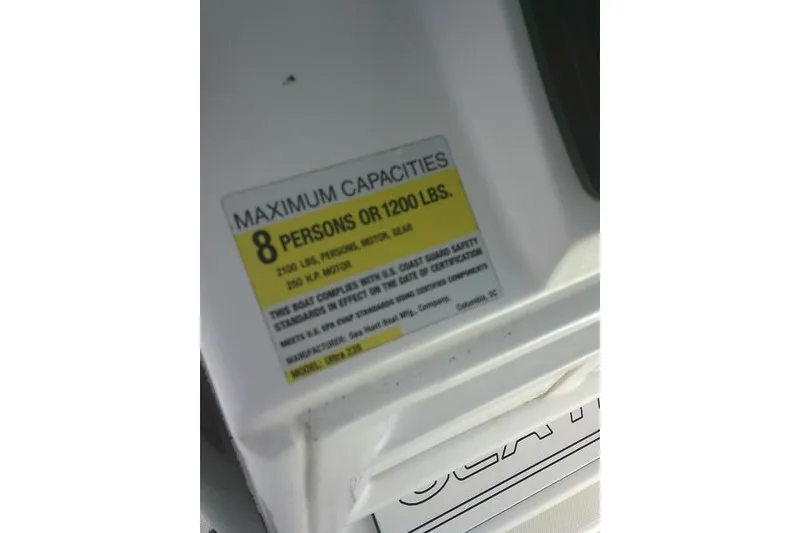 MAXIMUM CAPACITIES
8 PERSONS OR 1200 LBS.
2100 LBS, PERSONS, MOTOR, GEAR
250 H.P. MOTOR
THIS BOAT COMPLIES WITH U.S. COAST GUARD SAFETY
STANDARDS IN EFFECT ON THE DATE OF CERTIFICATION
MEETS U.S. EPA EVAP STANDARDS USING CERTIFIED COMPONENTS
MANUFACTURER: Sea Hunt Boat Mfg., Company, Columbia, SC
MODEL: Ultra